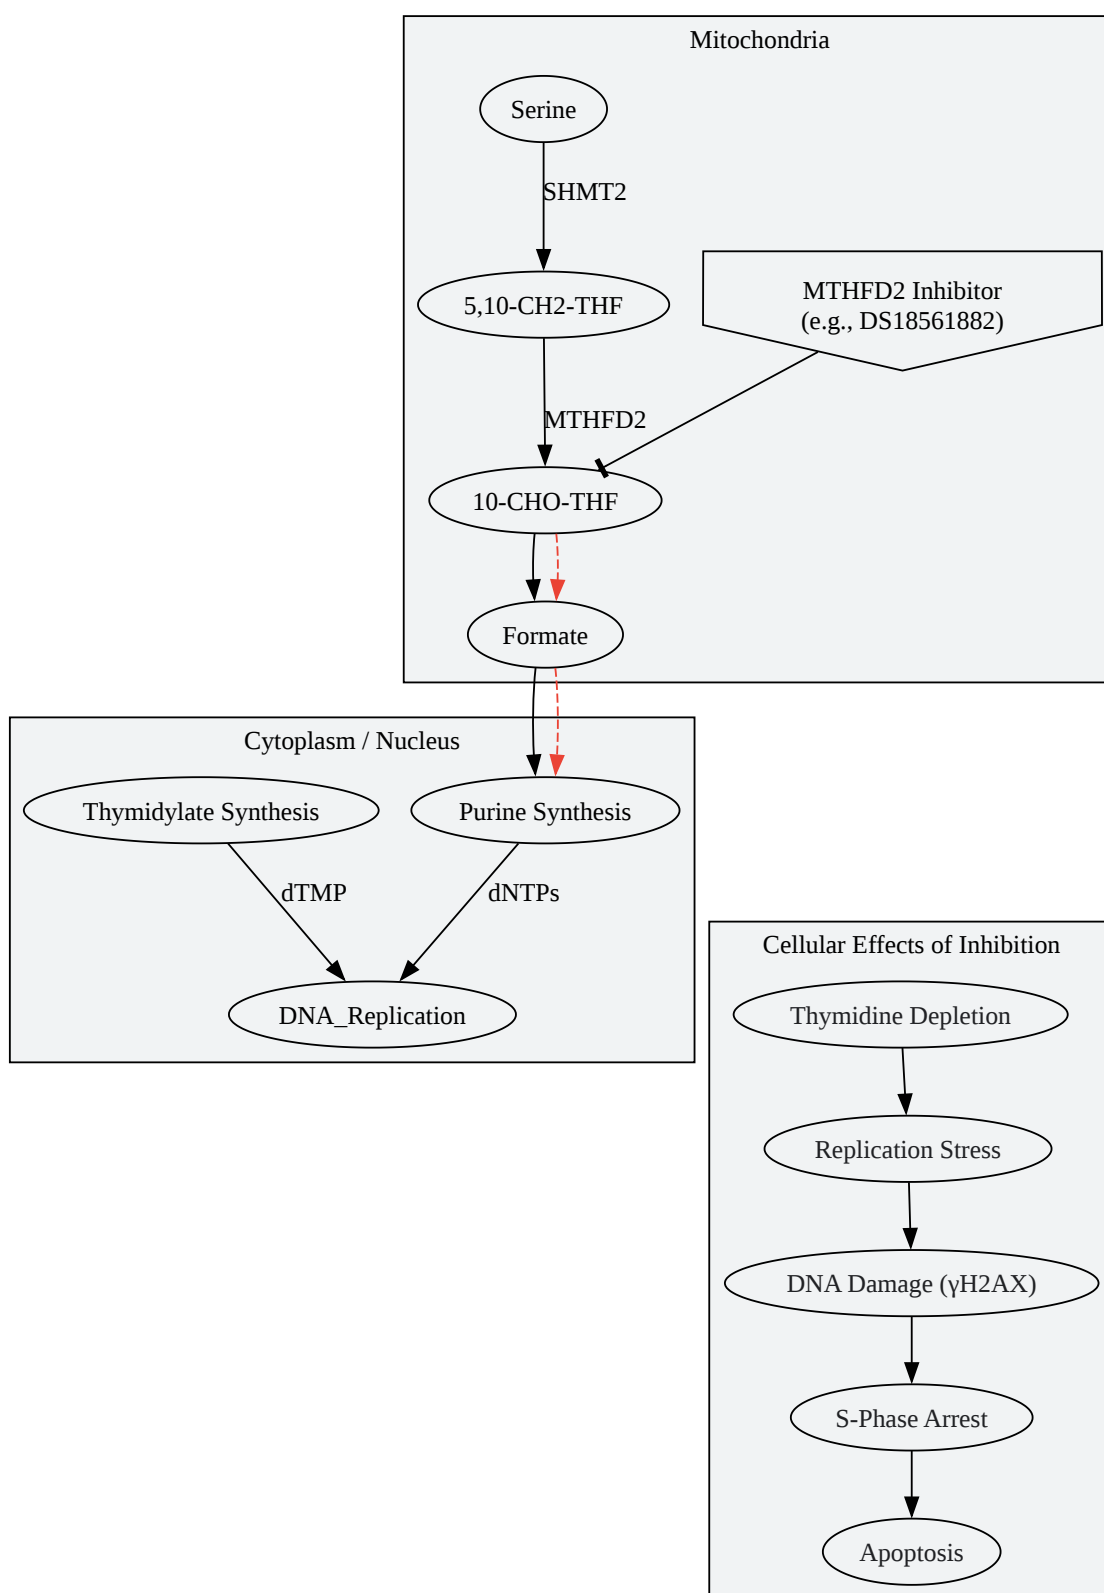 Mitochondria
Serine
SHMT2
5,10-CH2-THF
MTHFD2 Inhibitor
(e.g., DS18561882)
MTHFD2
10-CHO-THF
Formate
Cytoplasm / Nucleus
Thymidylate Synthesis
Purine Synthesis
dTMP
dNTPs
DNA_Replication
Cellular Effects of Inhibition
Thymidine Depletion
Replication Stress
DNA Damage (γH2AX)
S-Phase Arrest
Apoptosis